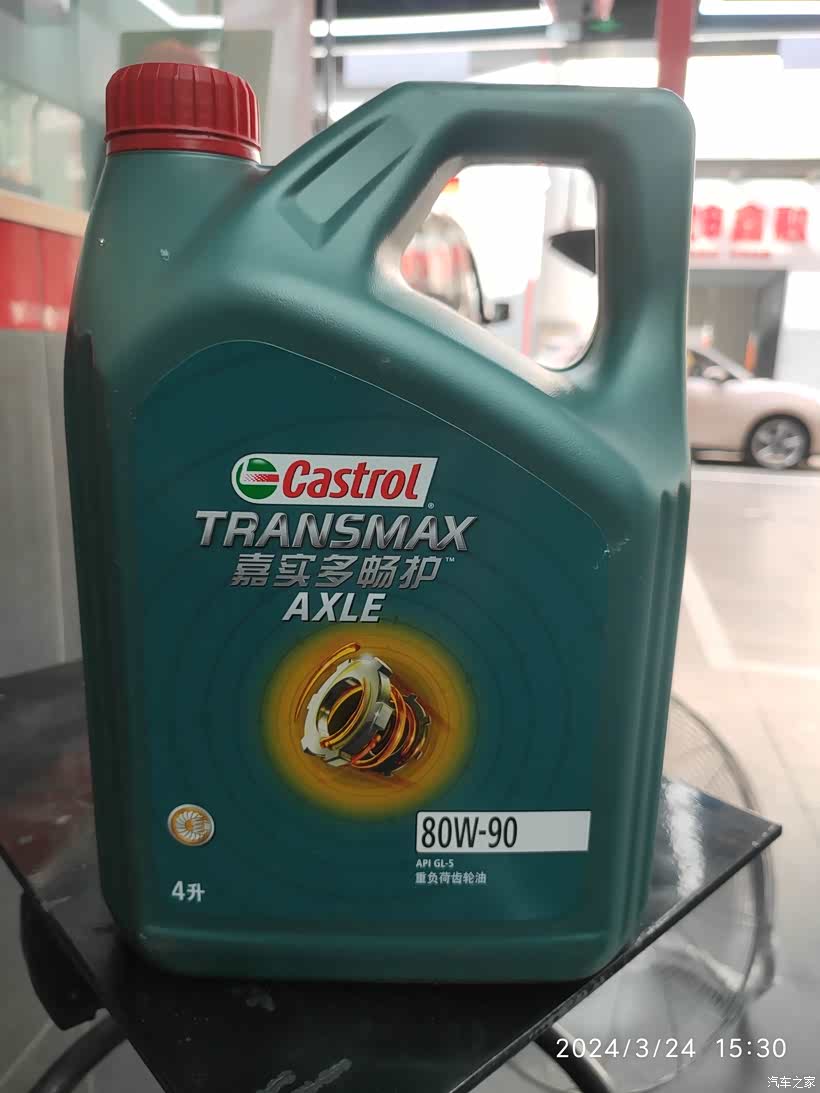 Castrol
TRANSMAX
嘉实多畅护™
AXLE
80W-90
API GL-5
重负荷齿轮油
4升
2024/3/24 15:30
汽车之家